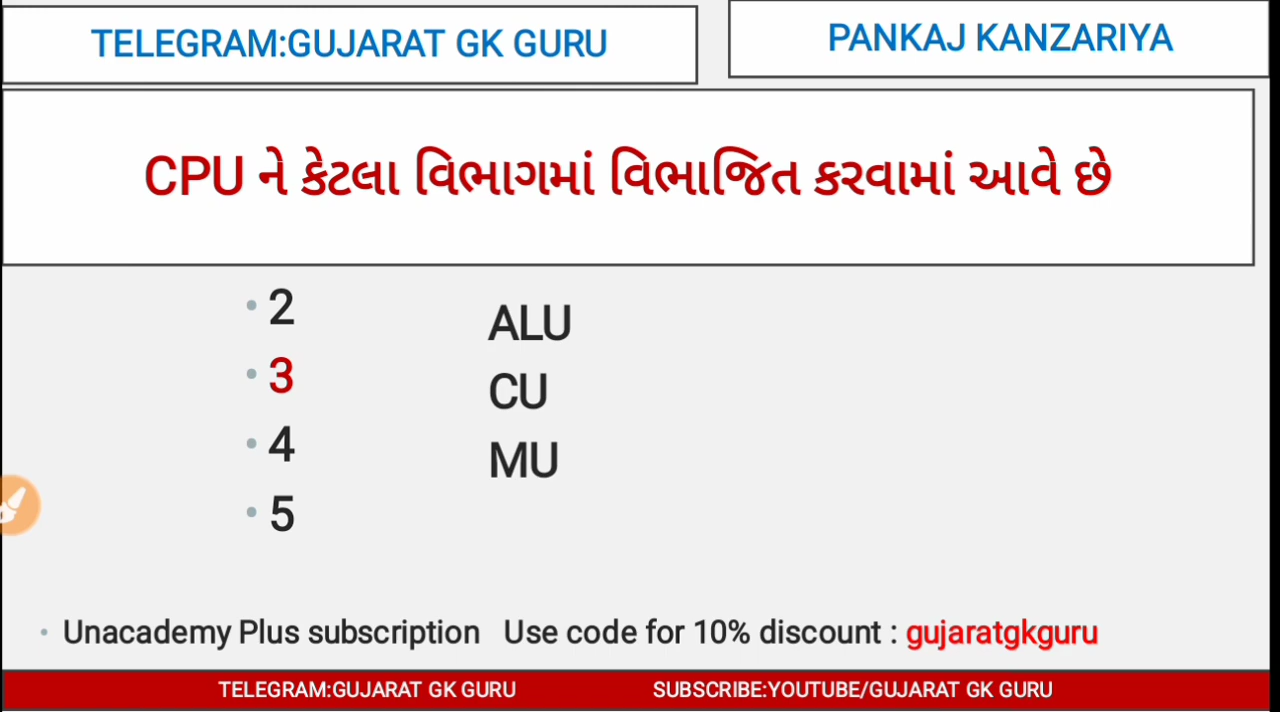 TELEGRAM:GUJARAT GK GURU
PANKAJ KANZARIYA
CPU ને કેટલા વિભાગમાં વિભાજિત કરવામાં આવે છે
• 2
• 3
• 4
• 5
ALU
CU
MU
• Unacademy Plus subscription Use code for 10% discount : gujaratgkguru
TELEGRAM:GUJARAT GK GURU
SUBSCRIBE:YOUTUBE/GUJARAT GK GURU